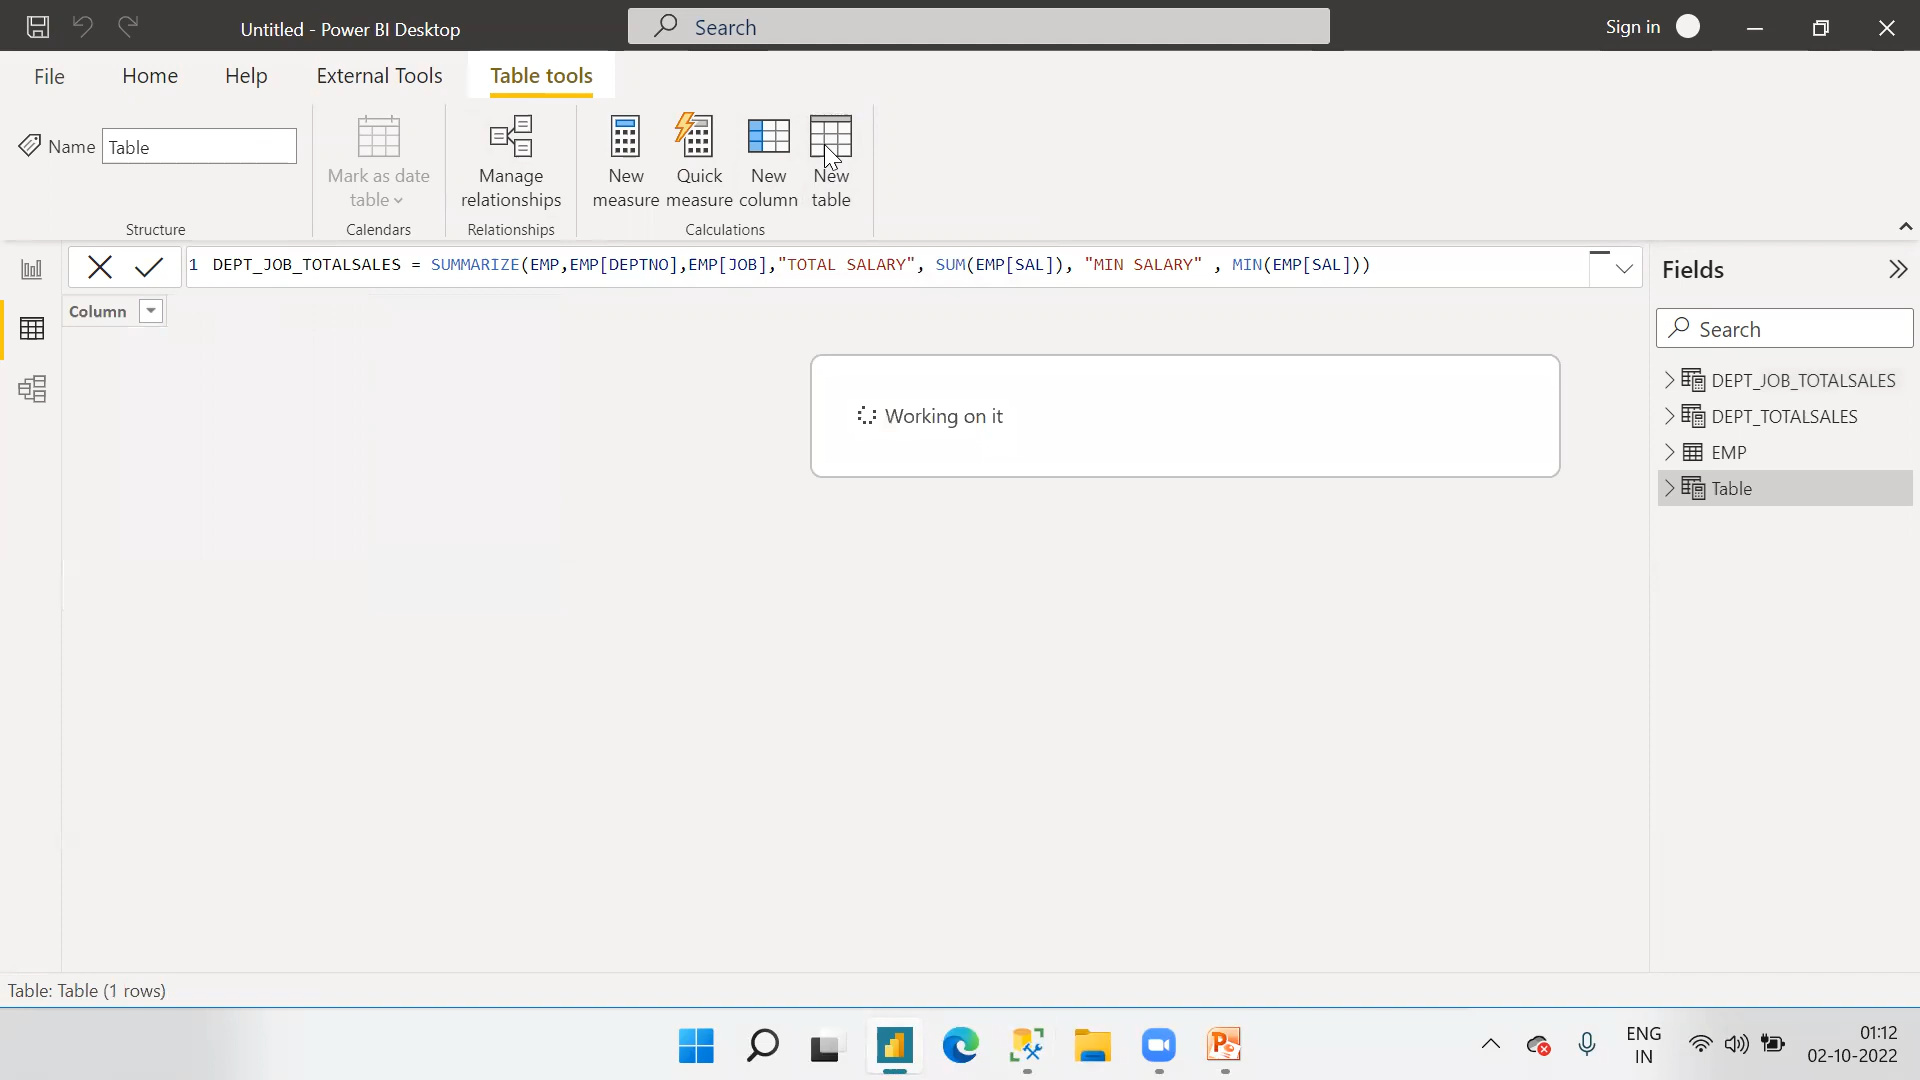 Untitled - Power BI Desktop
Search
Sign in
File
Home
Help
External Tools
Table tools
Name
Table
Mark as date
table
Manage
relationships
New
measure
Quick
measure
New
column
New
table
Structure
Calendars
Relationships
Calculations
1 DEPT_JOB_TOTALSALES = SUMMARIZE(EMP,EMP[DEPTNO],EMP[JOB],"TOTAL SALARY", SUM(EMP[SAL]), "MIN SALARY" , MIN(EMP[SAL]))
Column
Working on it
Fields
Search
DEPT_JOB_TOTALSALES
DEPT_TOTALSALES
EMP
Table
Table: Table (1 rows)
ENG
IN
01:12
02-10-2022